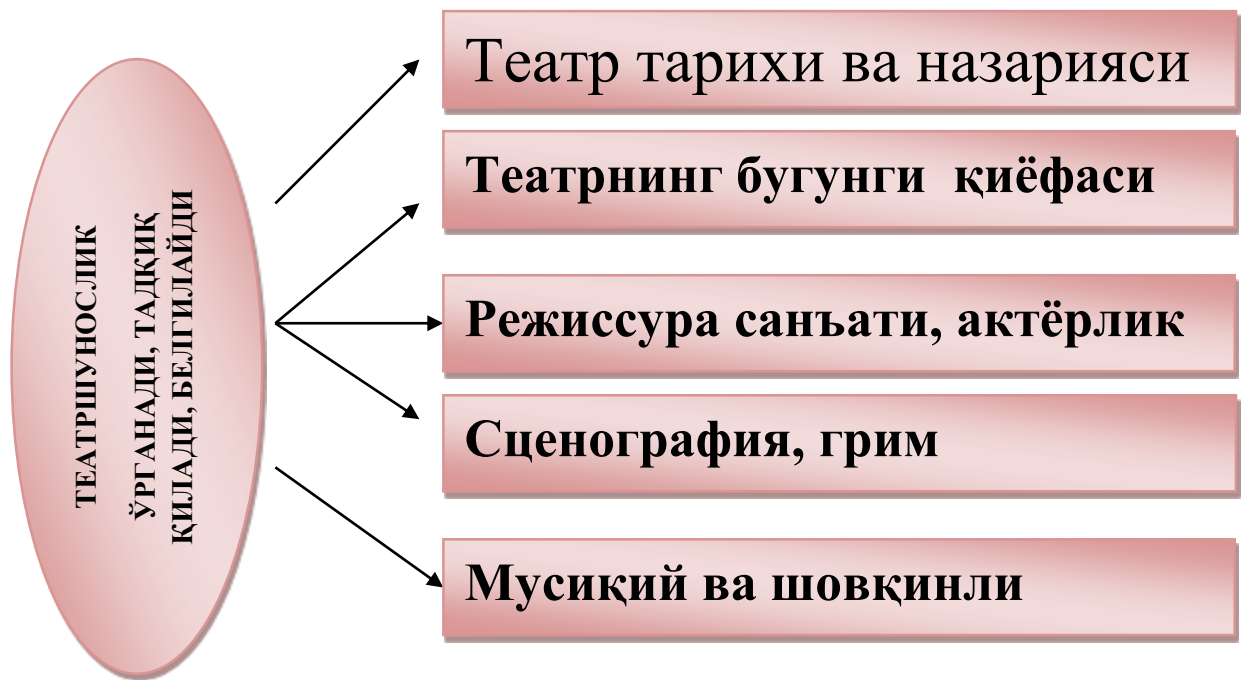 ТЕАТРШУНОСЛИК
ЎРГАНАДИ, ТАДҚИҚ
ҚИЛАДИ, БЕЛГИЛАЙДИ
Театр тарихи ва назарияси
Театрнинг бугунги қиёфаси
Режиссура санъати, актёрлик
Сценография, грим
Мусиқий ва шовқинли